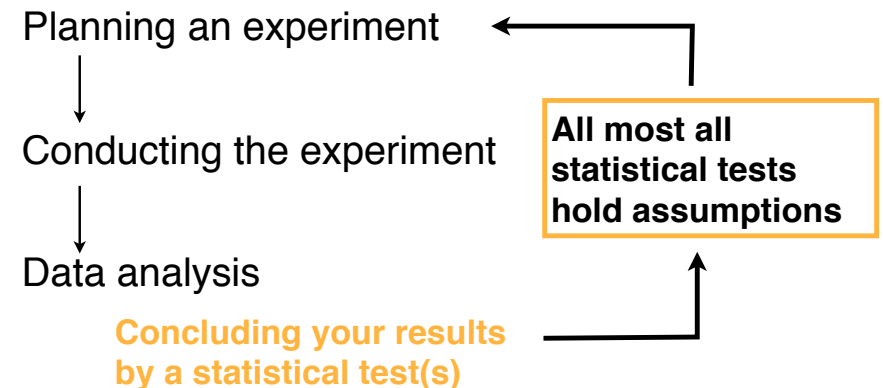 Planning an experiment
Conducting the experiment
All most all
statistical tests
hold assumptions
Data analysis
Concluding your results
by a statistical test(s)